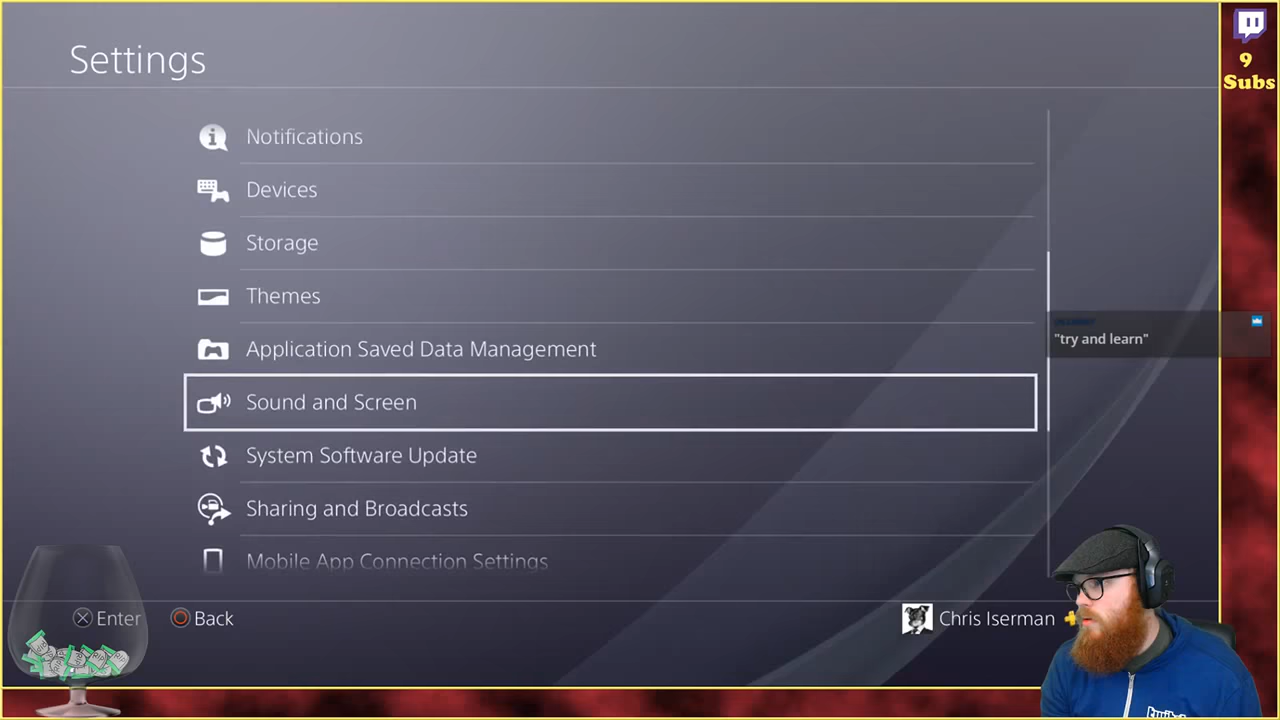 Settings
9
Subs
Notifications
Devices
Storage
Themes
"try and learn"
Application Saved Data Management
Sound and Screen
System Software Update
Sharing and Broadcasts
Mobile App Connection Settings
Enter
Back
Chris Iserman